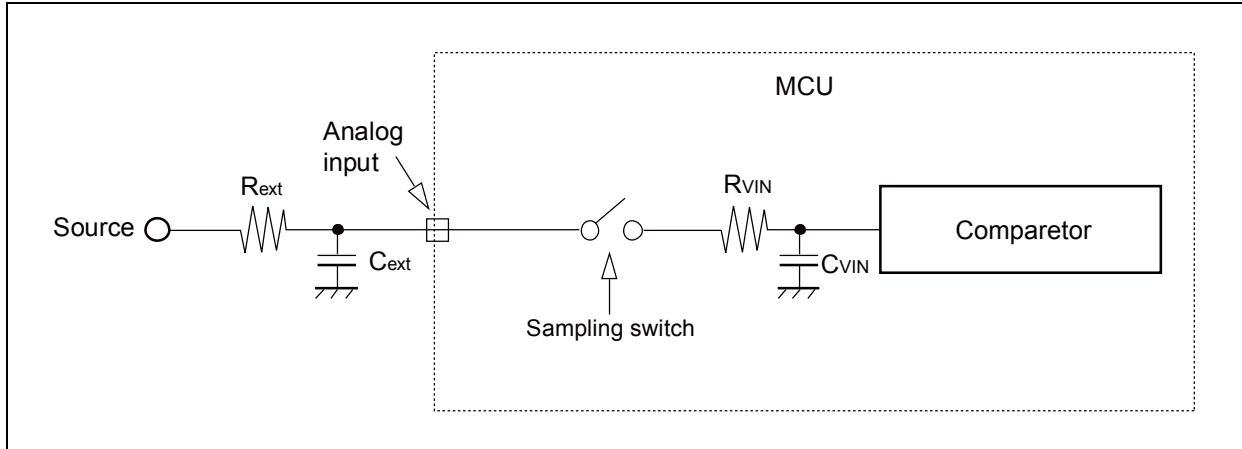 MCU
Analog
input
Rext
RVIN
Source
Comparetor
Cext
CVIN
Sampling switch